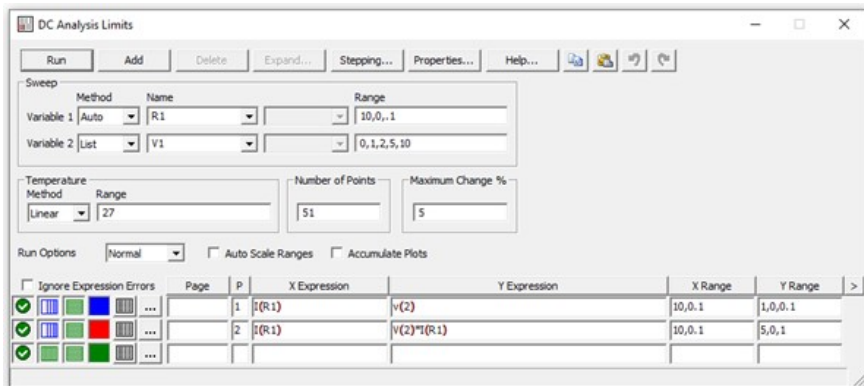 DC Analysis Limits
Run Add Delete Expand... Stepping... Properties... Help...
Sweep
Method Name Range
Variable 1 Auto R1 10,0,.1
Variable 2 List V1 0,1,2,5,10
Temperature Number of Points Maximum Change %
Method Range
Linear 27 51 5
Run Options Normal Auto Scale Ranges Accumulate Plots
Ignore Expression Errors Page P X Expression Y Expression X Range Y Range >
... 1 I(R1) v(2) 10,0.1 1,0,0.1
... 2 I(R1) V(2)*I(R1) 10,0.1 5,0,1
...